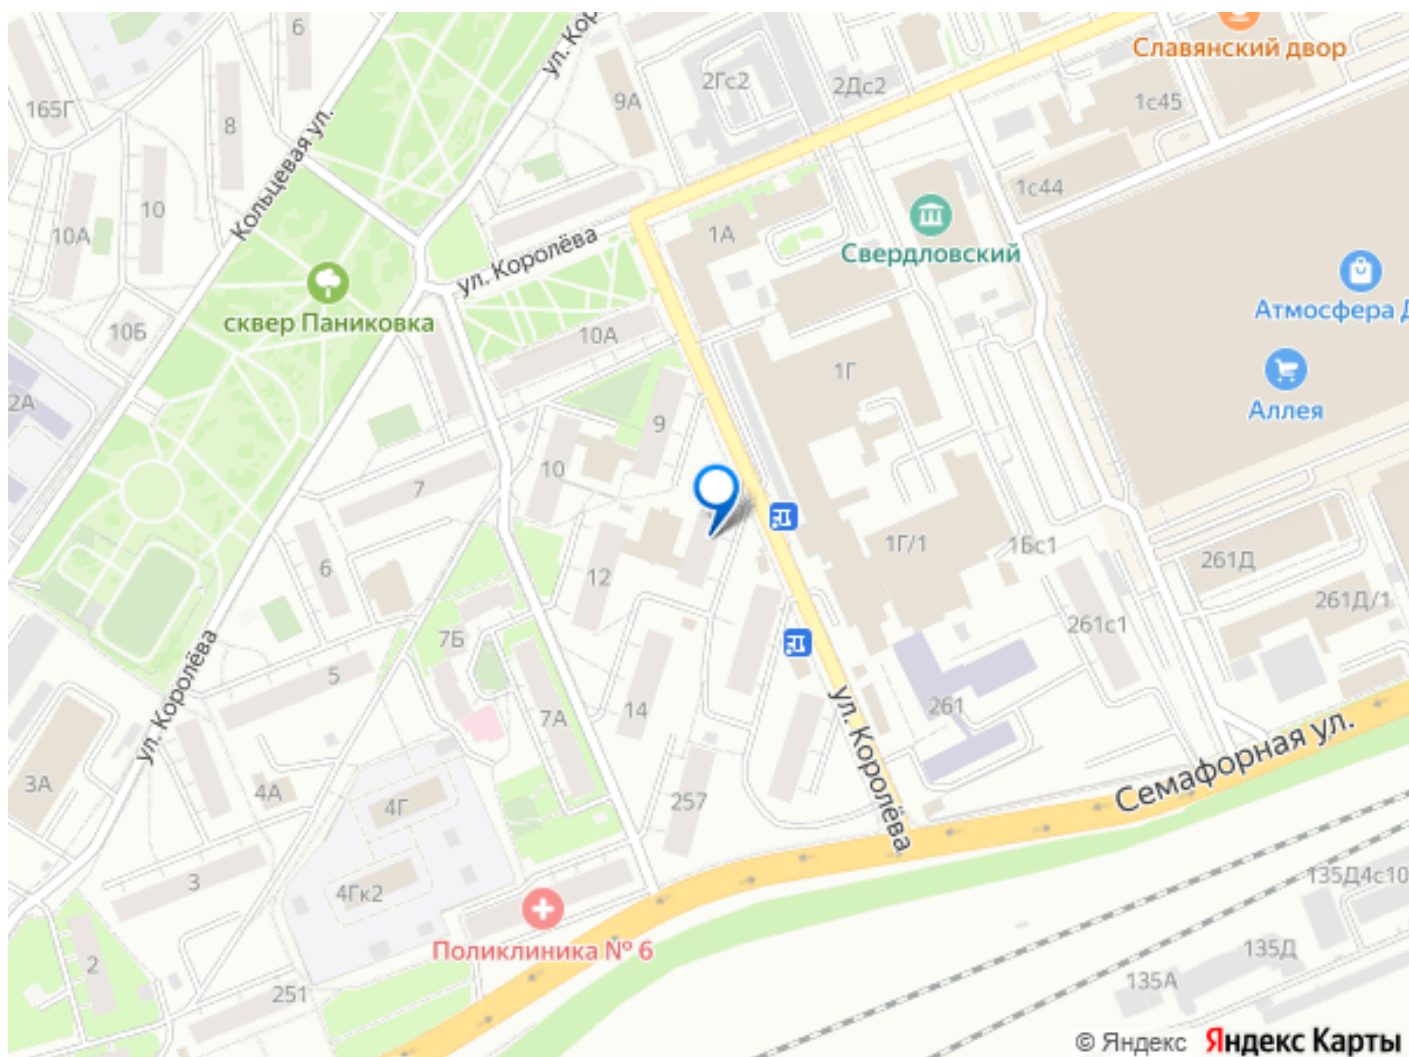 6
9
ул. Кор
Славянский двор
2Гс2
2Дс2
9А
1с45
165Г
8
Кольцевая ул.
1с44
10
10А
1А
ул. Королёва
Свердловский
сквер Паниковка
10Б
10А
Атмосфера Д
1Г
2А
Аллея
9
10
7
1Г/1
1Бс1
261Д
6
12
261Д/1
7Б
ул. Королёва
261с1
5
14
7А
261
ул. Королёва
Семафорная ул.
3А
4А
4Г
257
3
4Гк2
135Д4с10
Поликлиника № 6
2
135Д
135А
251
© Яндекс Яндекс Карты